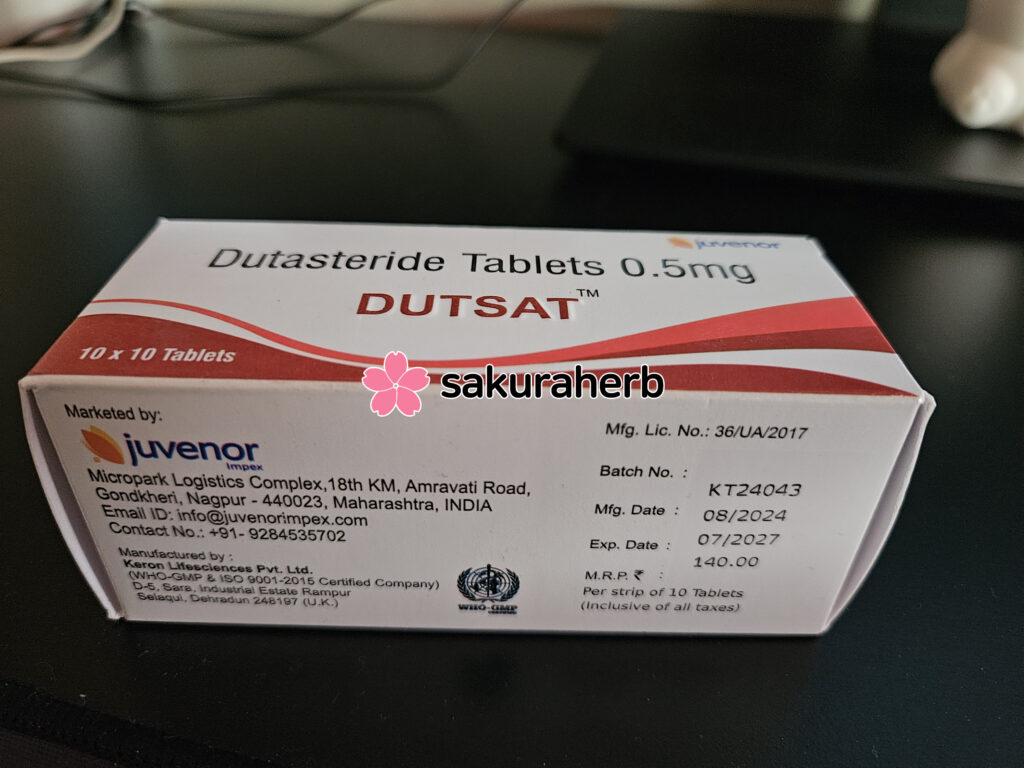 juvenor
Dutasteride Tablets 0.5mg
DUTSAT™
10 x 10 Tablets
sakuraherb
Marketed by:
juvenor
Impex
Micropark Logistics Complex,18th KM, Amravati Road,
Gondkheri, Nagpur - 440023, Maharashtra, INDIA
Email ID: info@juvenorimpex.com
Contact No.: +91- 9284535702
Manufactured by :
Keron Lifesciences Pvt. Ltd.
(WHO-GMP & ISO 9001-2015 Certified Company)
D-5, Sara, Industrial Estate Rampur
Selaqui, Dehradun 248197 (U.K.)
WHO-GMP
CERTIFIED
Mfg. Lic. No.: 36/UA/2017
Batch No. : KT24043
Mfg. Date : 08/2024
Exp. Date : 07/2027
M.R.P. ₹ : 140.00
Per strip of 10 Tablets
(Inclusive of all taxes)